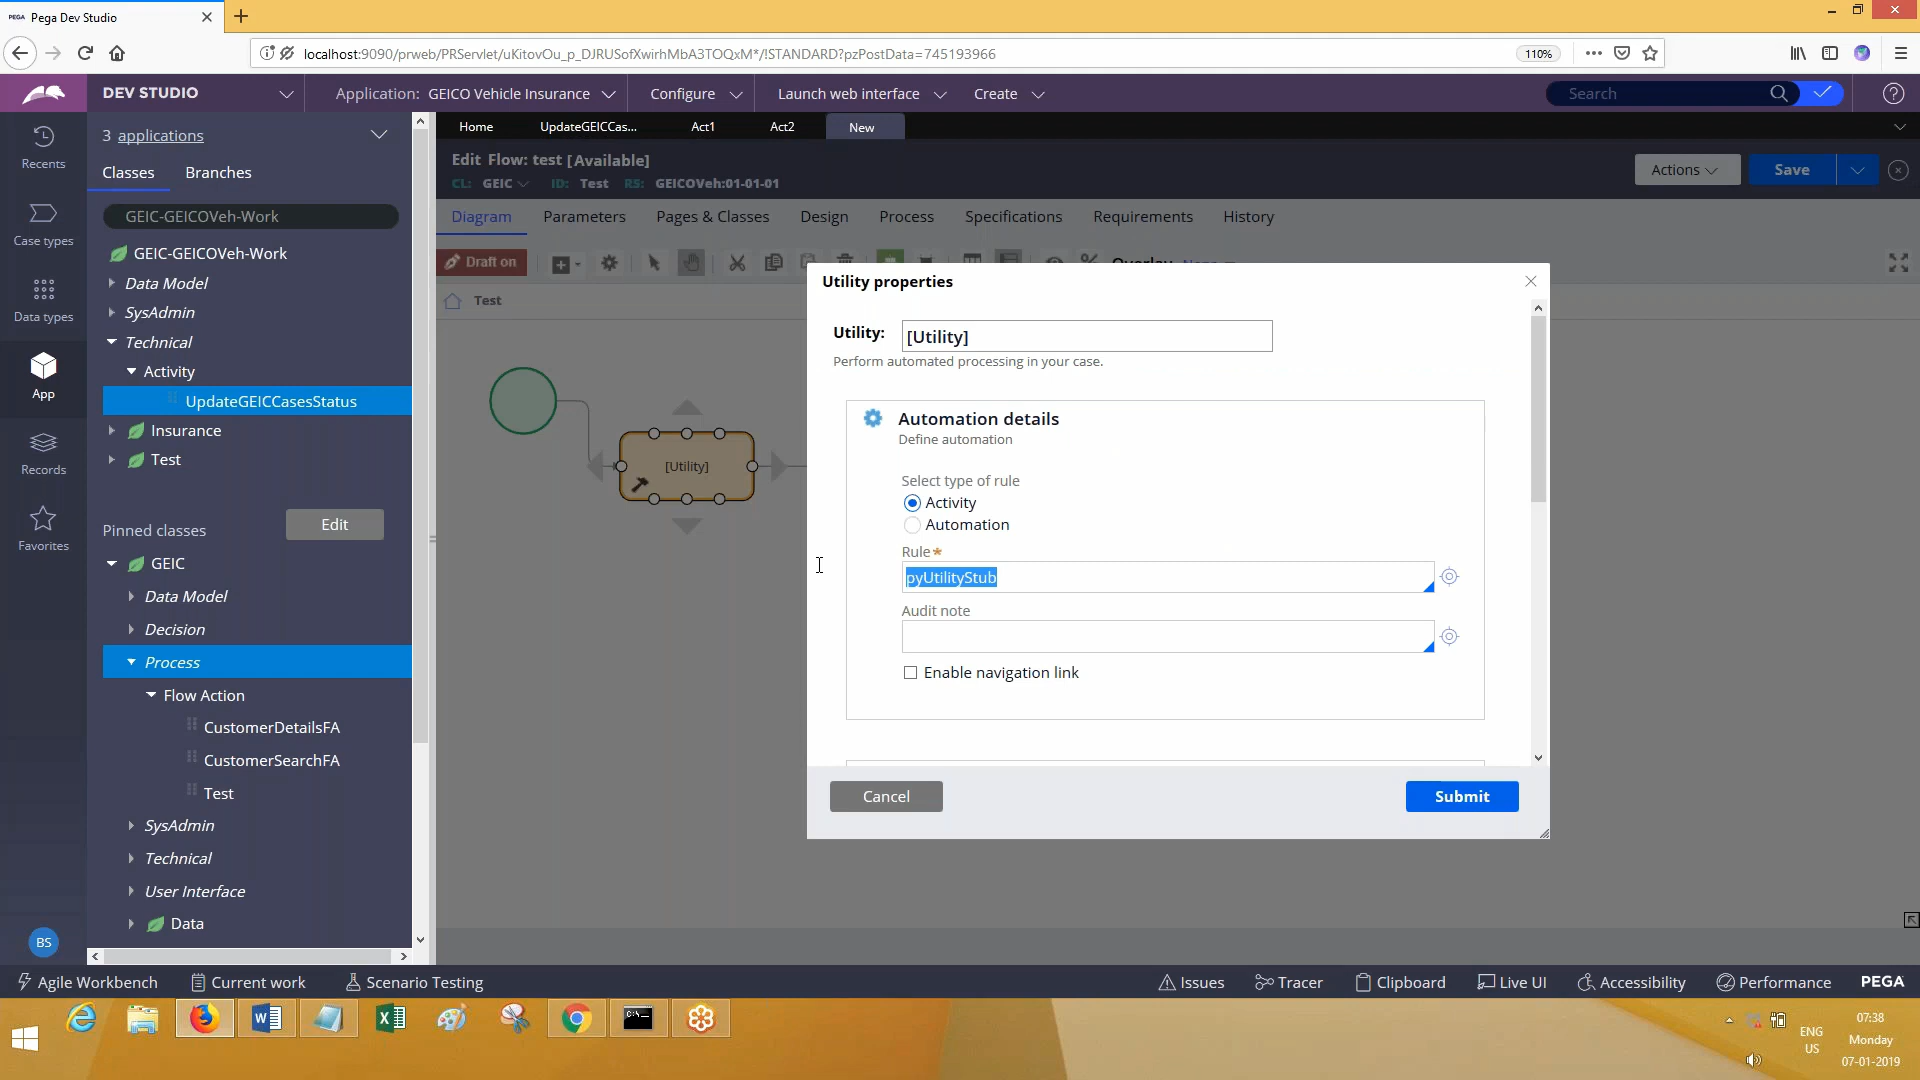 PEGA Pega Dev Studio
localhost:9090/prweb/PRServlet/uKitovOu_p_DJRUSofXwirhMbA3TOQxM*/!STANDARD?pzPostData=745193966
110%
DEV STUDIO
Application: GEICO Vehicle Insurance
Configure
Launch web interface
Create
Search
3 applications
Home
UpdateGEICCas...
Act1
Act2
New
Recents
Classes
Branches
Edit Flow: test [Available]
CL: GEIC ID: Test RS: GEICOVeh:01-01-01
Actions
Save
GEIC-GEICOVeh-Work
Diagram
Parameters
Pages & Classes
Design
Process
Specifications
Requirements
History
Case types
GEIC-GEICOVeh-Work
Data Model
SysAdmin
Technical
Activity
UpdateGEICCasesStatus
Insurance
Test
Draft on
Test
[Utility]
Data types
App
Records
Favorites
BS
Pinned classes
Edit
GEIC
Data Model
Decision
Process
Flow Action
CustomerDetailsFA
CustomerSearchFA
Test
SysAdmin
Technical
User Interface
Data
Utility properties
Utility:
[Utility]
Perform automated processing in your case.
Automation details
Define automation
Select type of rule
Activity
Automation
Rule*
pyUtilityStub
Audit note
Enable navigation link
Cancel
Submit
Agile Workbench
Current work
Scenario Testing
Issues
Tracer
Clipboard
Live UI
Accessibility
Performance
PEGA
ENG
US
07:38
Monday
07-01-2019